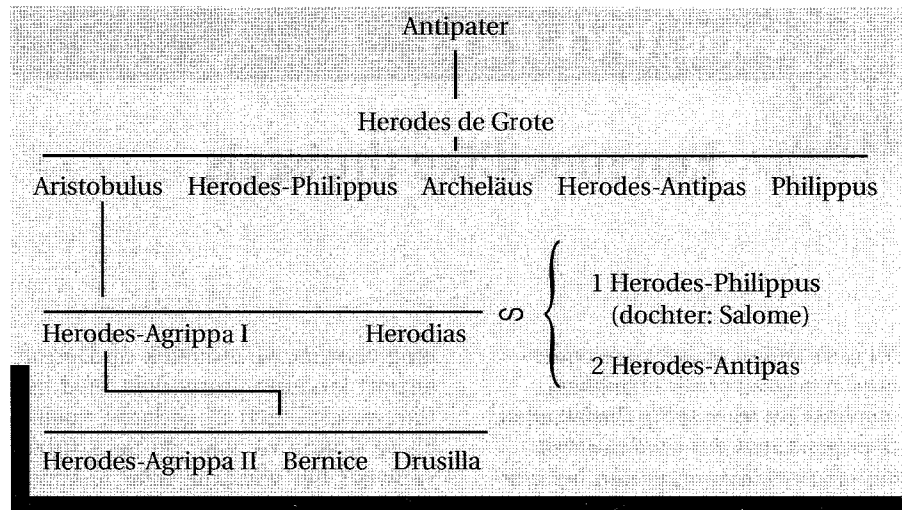 Antipater
Herodes de Grote
Aristobulus Herodes-Philippus Archeläus Herodes-Antipas Philippus
1 Herodes-Philippus
(dochter: Salome)
Herodes-Agrippa I Herodias
2 Herodes-Antipas
Herodes-Agrippa II Bernice Drusilla